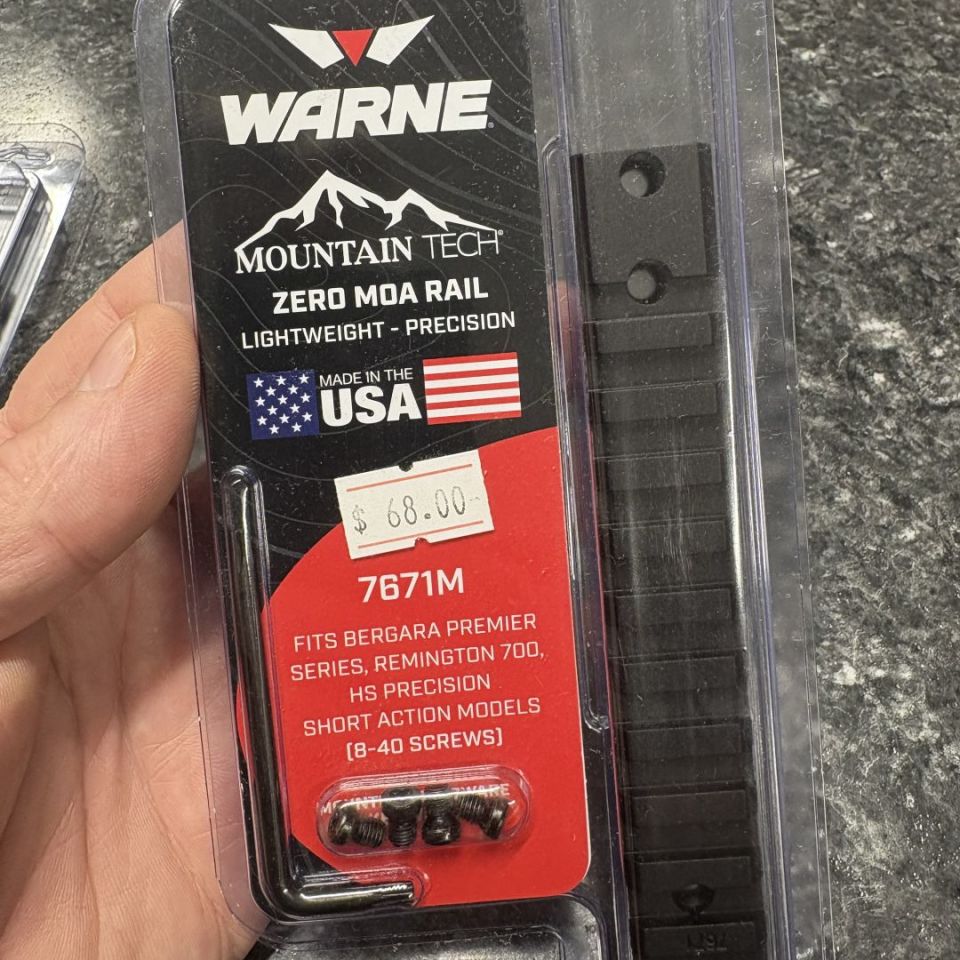 WARNE
MOUNTAIN TECH®
ZERO MOA RAIL
LIGHTWEIGHT - PRECISION
MADE IN THE
USA
$ 68.00-
7671M
FITS BERGARA PREMIER
SERIES, REMINGTON 700,
HS PRECISION
SHORT ACTION MODELS
(8-40 SCREWS)